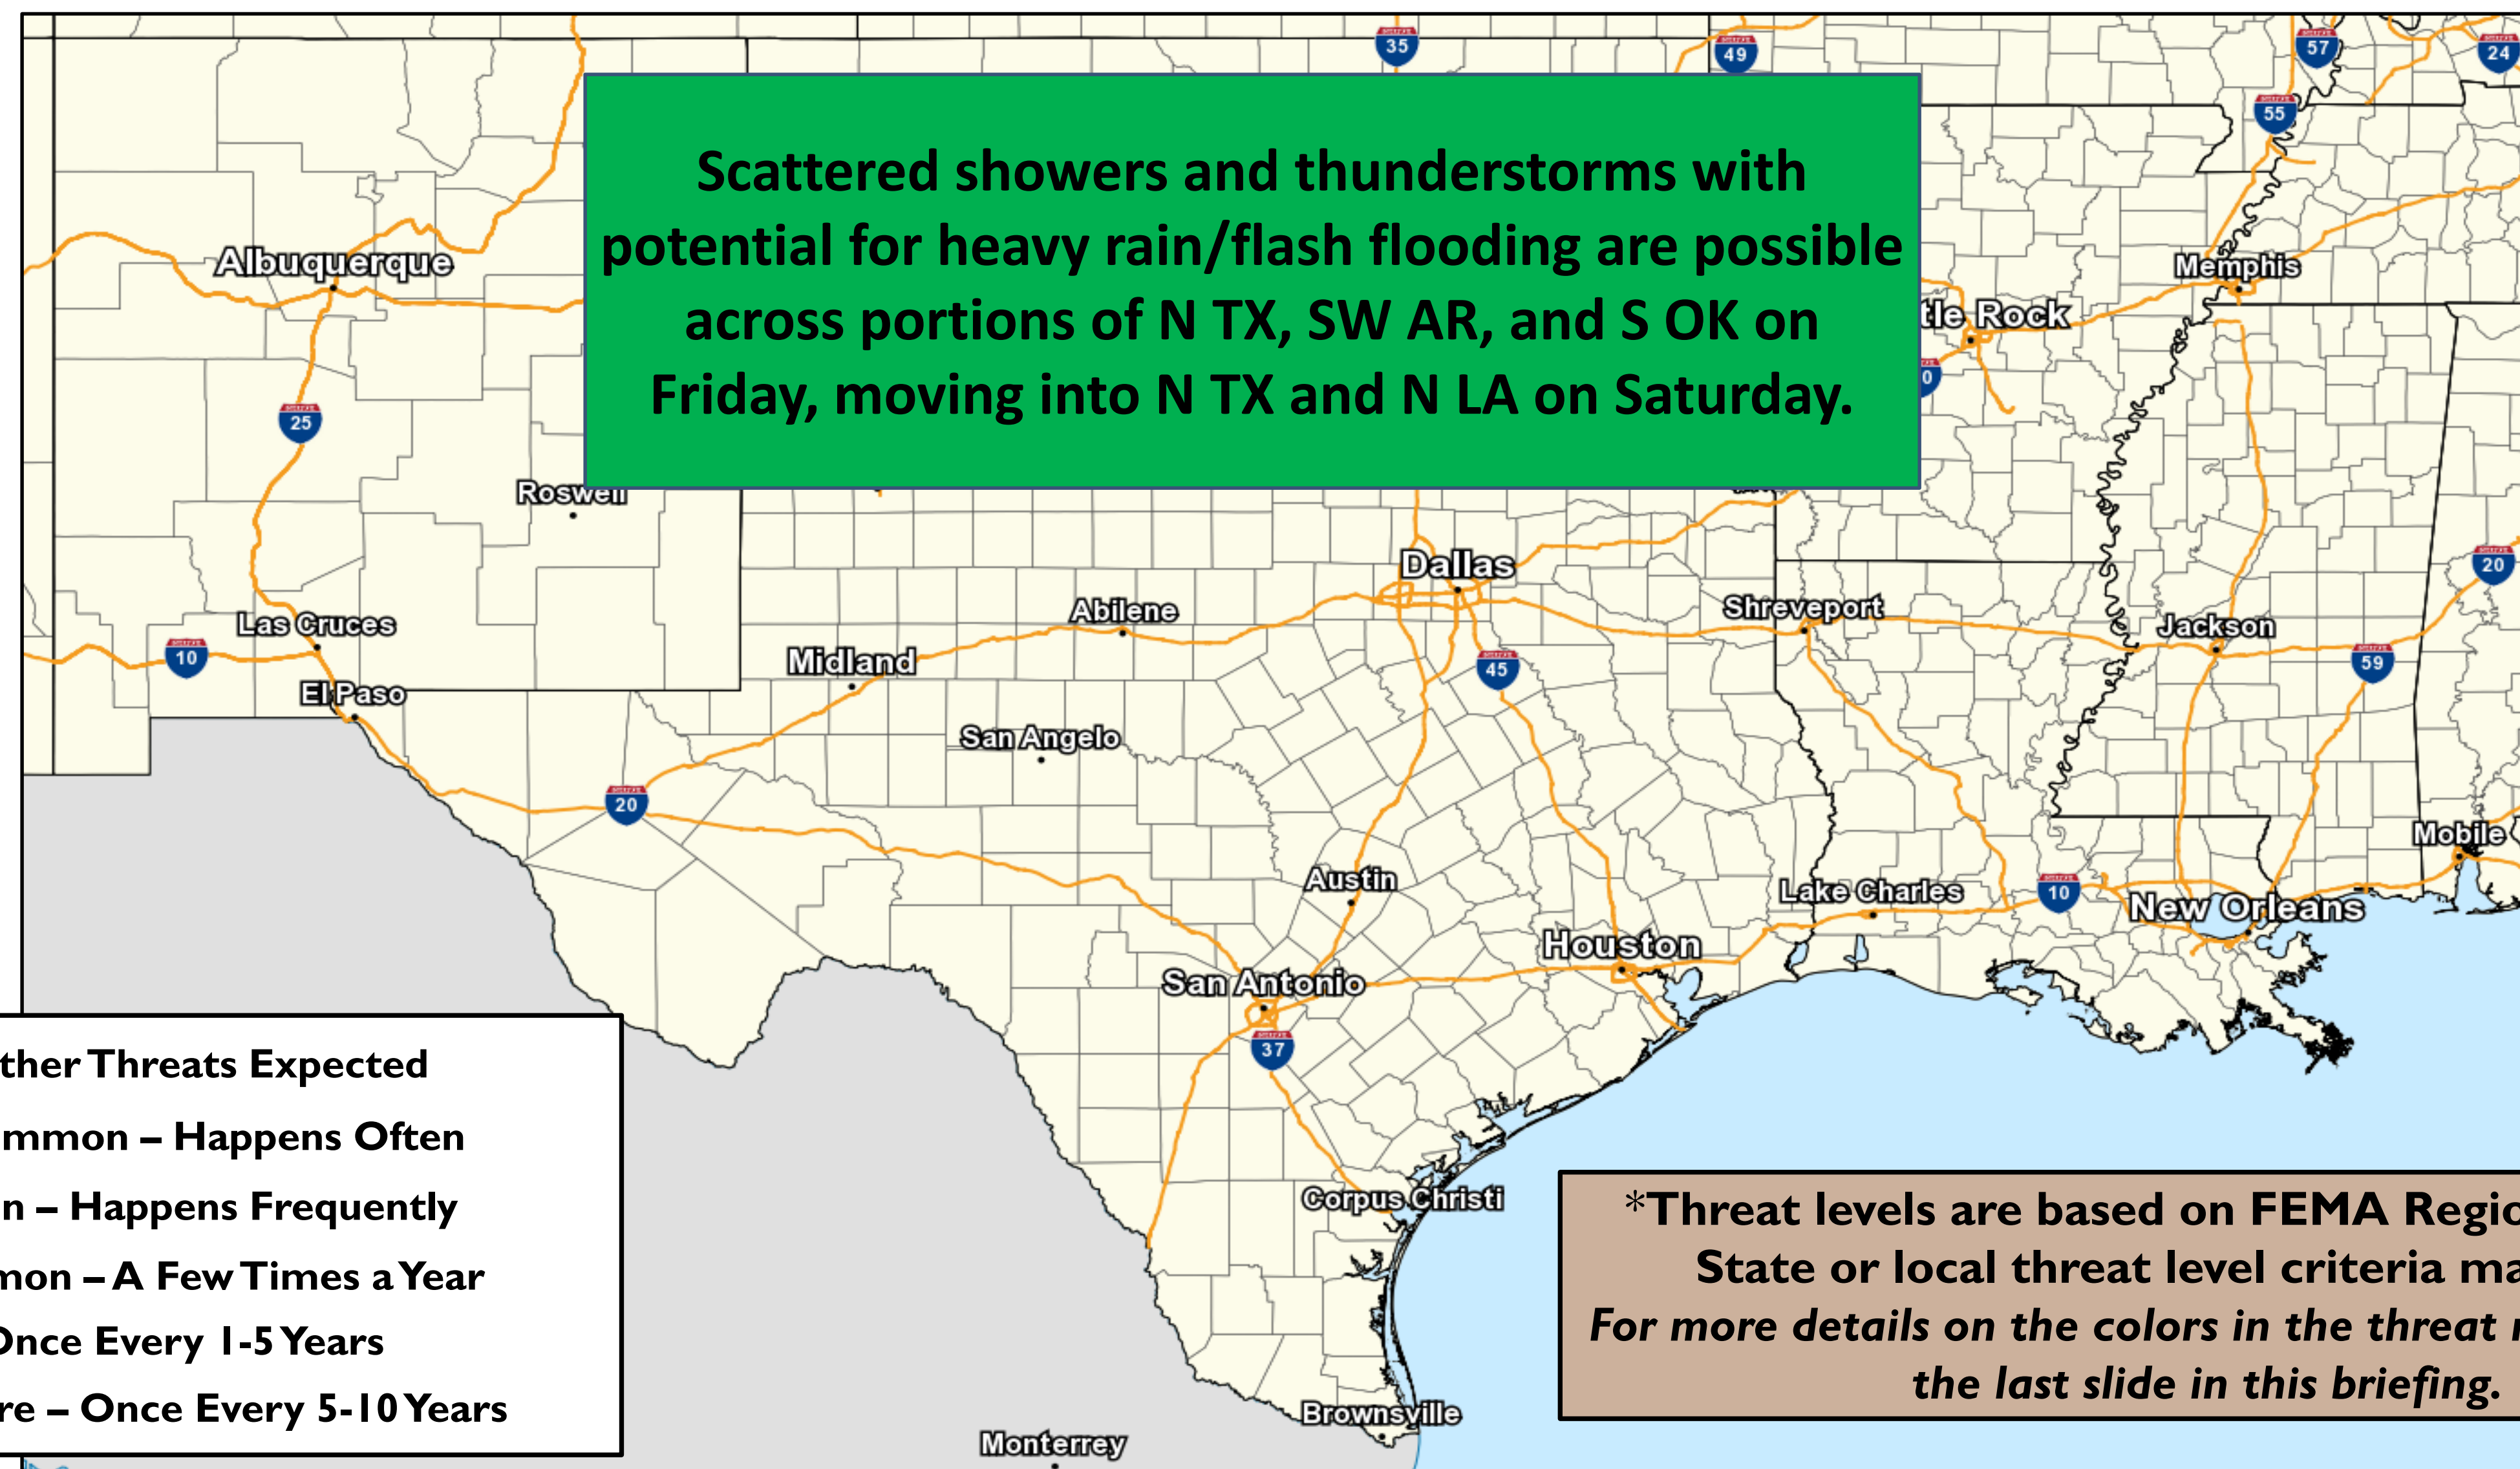 35
49
57
24
55
Scattered showers and thunderstorms with
potential for heavy rain/flash flooding are possible
across portions of N TX, SW AR, and S OK on
Friday, moving into N TX and N LA on Saturday.
Albuquerque
Memphis
tle Rock
0
25
Roswell
Dallas
20
Abilene
Shreveport
Las Cruces
Jackson
10
Midland
45
59
El Paso
San Angelo
20
Mobile
Austin
Lake Charles
10
New Orleans
Houston
San Antonio
37
ther Threats Expected
mmon – Happens Often
n – Happens Frequently
mon – A Few Times a Year
Once Every 1-5 Years
re – Once Every 5-10 Years
Corpus Christi
*Threat levels are based on FEMA Regio
State or local threat level criteria ma
For more details on the colors in the threat
the last slide in this briefing.
Brownsville
Monterrey